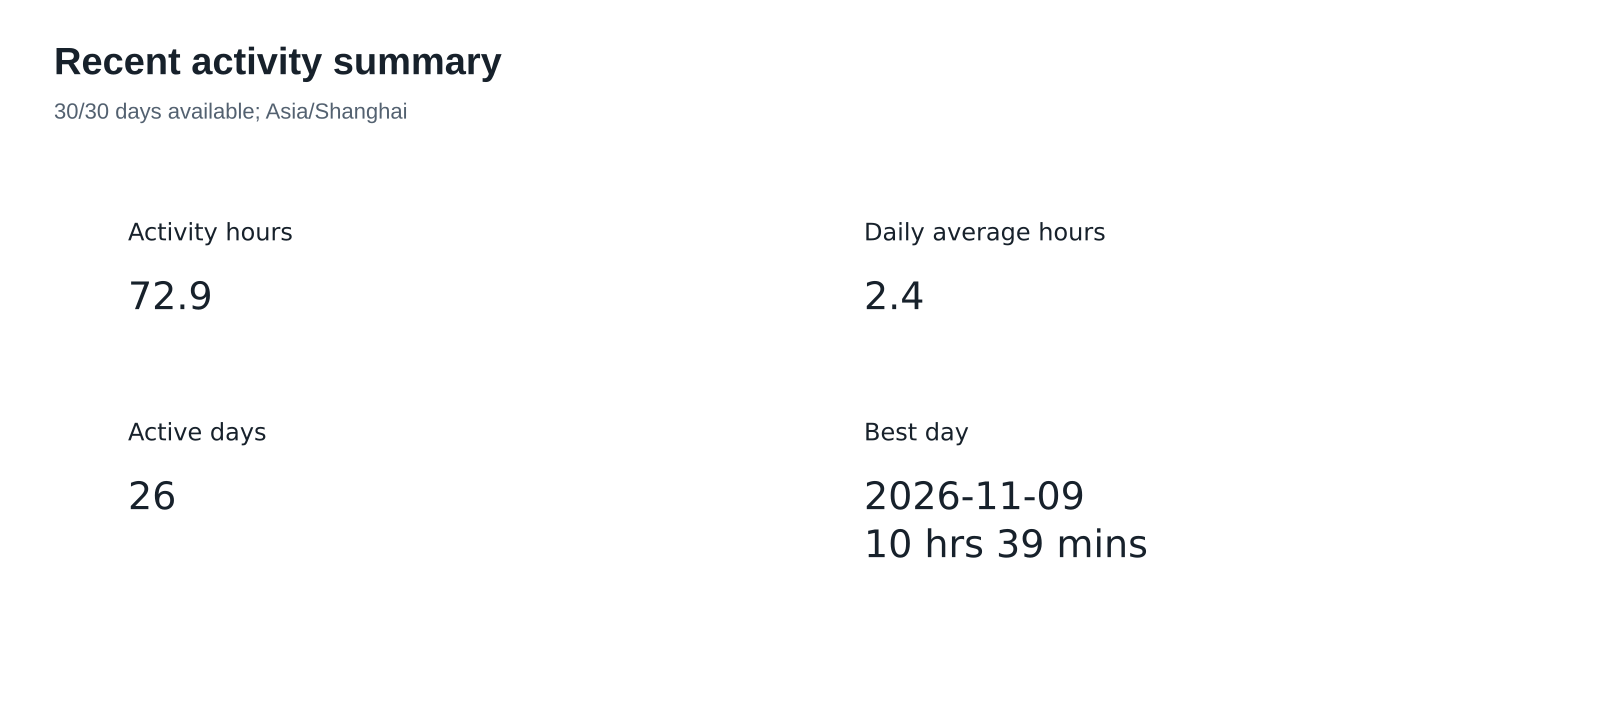 Recent activity summary
30/30 days available; Asia/Shanghai
Activity hours
72.9
Daily average hours
2.4
Active days
26
Best day
2026-11-09
10 hrs 39 mins